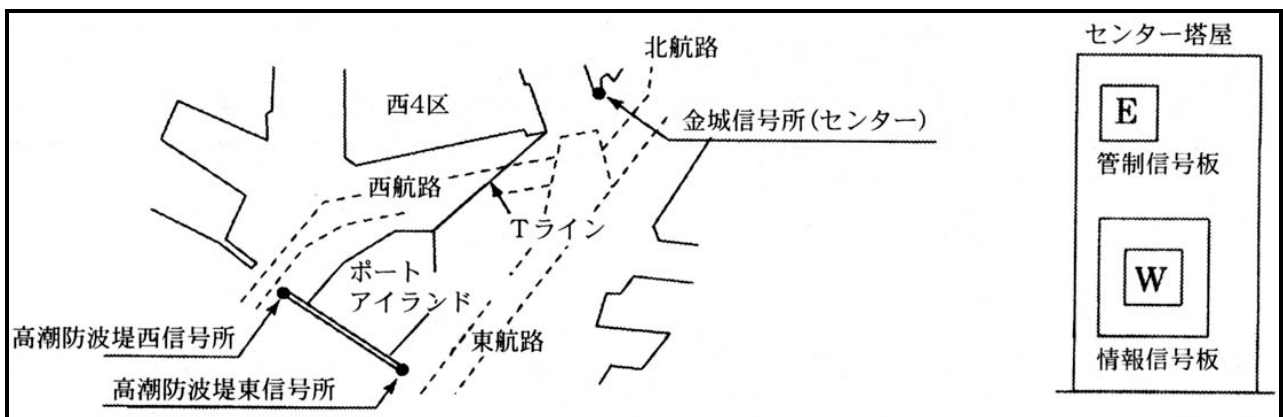 北航路
西4区
金城信号所(センター)
西航路
Tライン
ポート
アイランド
東航路
高潮防波堤西信号所
高潮防波堤東信号所
センター塔屋
E
管制信号板
W
情報信号板